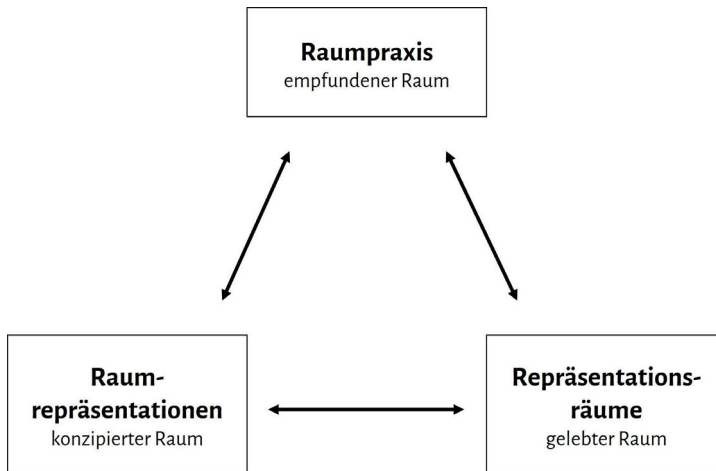 Raumpraxis
empfundener Raum
Raum-
repräsentationen
konzipierter Raum
Repräsentations-
räume
gelebter Raum